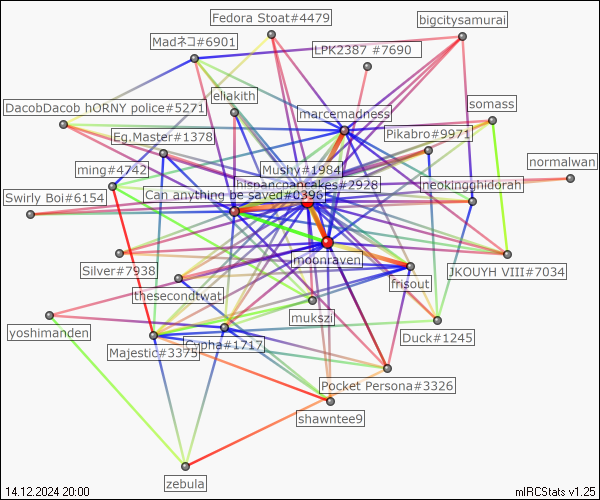 Fedora Stoat#4479
bigcitysamurai
Madネコ#6901
LPK2387 #7690
eliakith
DacobDacob hORNY police#5271
marcemadness
somass
Eg.Master#1378
Pikabro#9971
ming#4742
Mushy#1984
normalwan
hispancpancakes#2928
neokingghidorah
Swirly Boi#6154
Can anything be saved#0396
moonraven
Silver#7938
JKOUYH VIII#7034
frisout
thesecondtwat
mukszi
yoshimanden
Duck#1245
Cypha#1717
Majestic#3375
Pocket Persona#3326
shawntee9
zebula
14.12.2024 20:00
mIRCStats v1.25